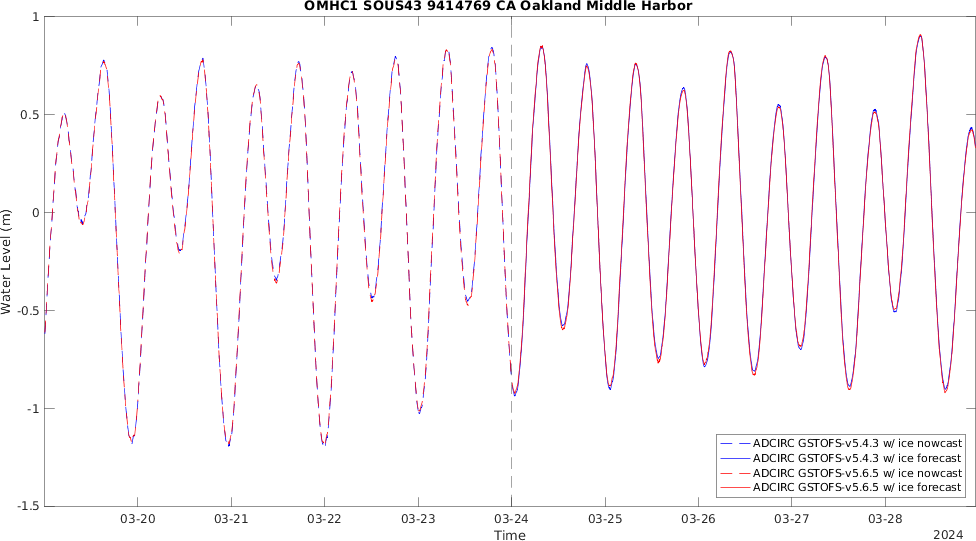 OMHC1 SOUS43 9414769 CA Oakland Middle Harbor
1
0.5
0
-0.5
-1
-1.5
Water Level (m)
ADCIRC GSTOFS-v5.4.3 w/ ice nowcast
ADCIRC GSTOFS-v5.4.3 w/ ice forecast
ADCIRC GSTOFS-v5.6.5 w/ ice nowcast
ADCIRC GSTOFS-v5.6.5 w/ ice forecast
03-20 03-21 03-22 03-23 03-24 03-25 03-26 03-27 03-28
Time
2024